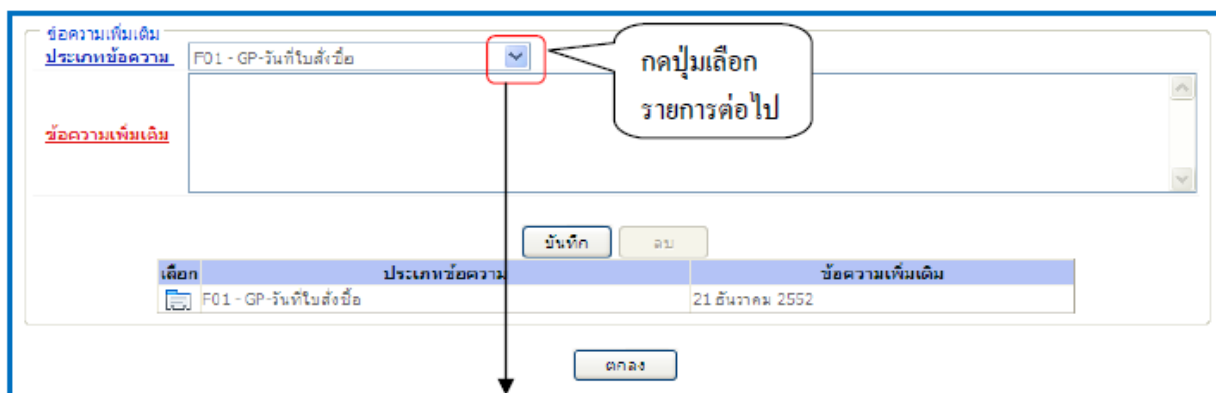 ข้อความเพิ่มเติม
ประเภทข้อความ F01 - GP-วันที่ใบสั่งซื้อ
กดปุ่มเลือก
รายการต่อไป
ข้อความเพิ่มเติม
บันทึก ลบ
เลือก ประเภทข้อความ ข้อความเพิ่มเติม
F01 - GP-วันที่ใบสั่งซื้อ 21 ธันวาคม 2552
ตกลง